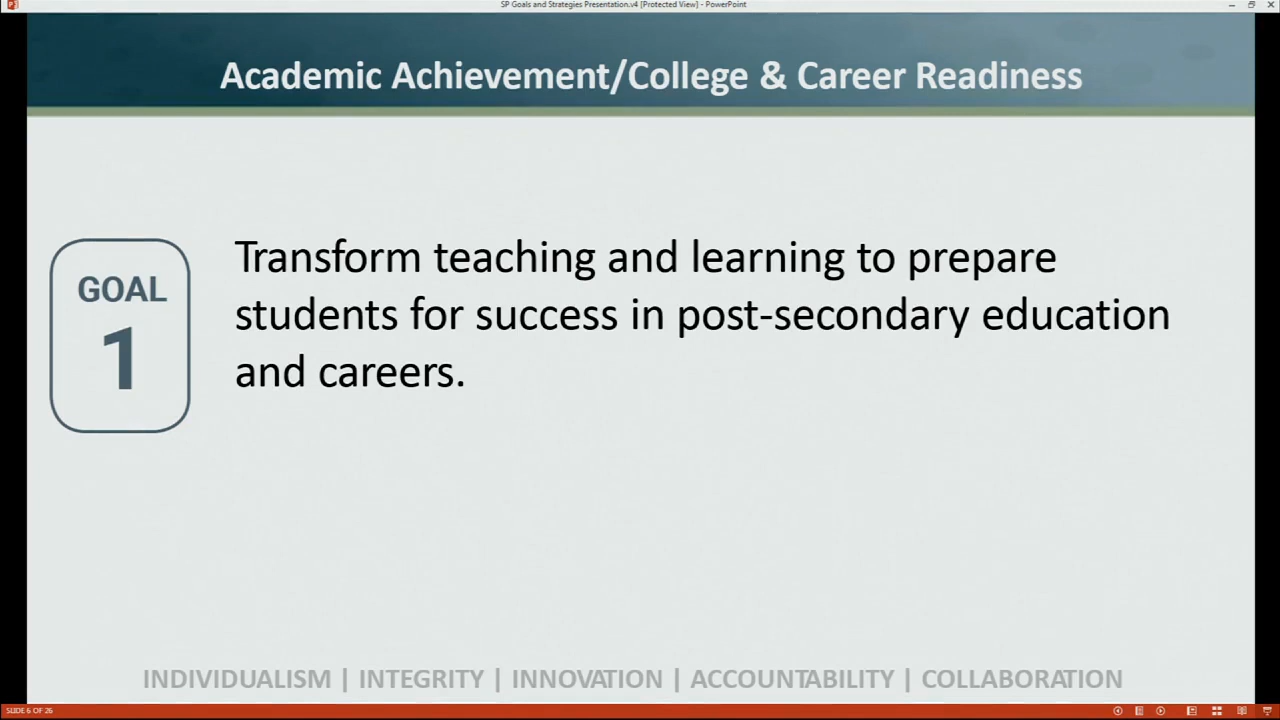 SP Goals and Strategies Presentation.v4 [Protected View] - PowerPoint
Academic Achievement/College & Career Readiness
GOAL
1
Transform teaching and learning to prepare
students for success in post-secondary education
and careers.
INDIVIDUALISM | INTEGRITY | INNOVATION | ACCOUNTABILITY | COLLABORATION
SLIDE 6 OF 26